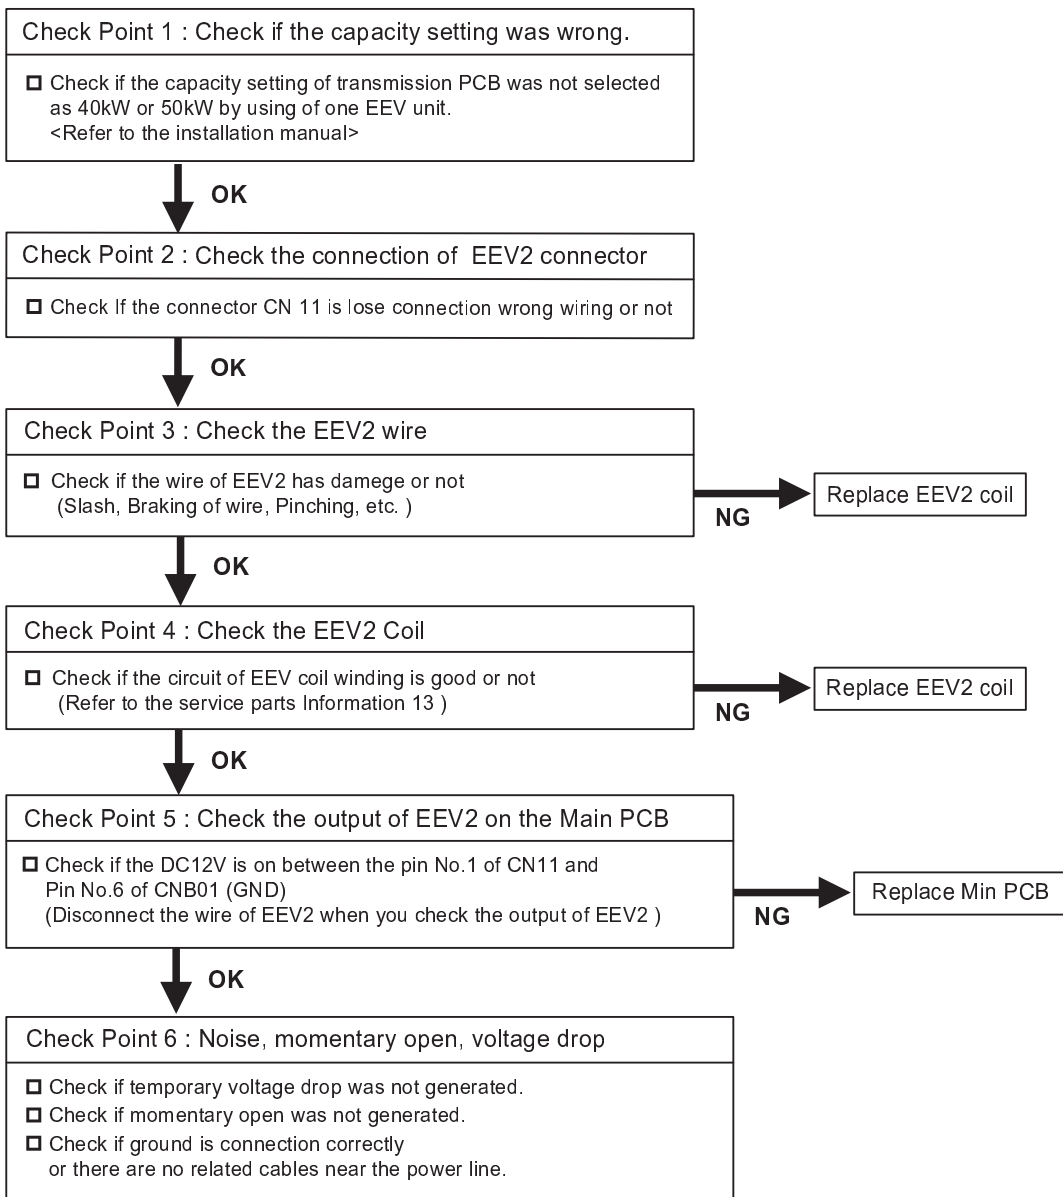 Check Point 1 : Check if the capacity setting was wrong.
Check if the capacity setting of transmission PCB was not selected
as 40kW or 50kW by using of one EEV unit.
<Refer to the installation manual>
OK
Check Point 2 : Check the connection of EEV2 connector
Check If the connector CN 11 is lose connection wrong wiring or not
OK
Check Point 3 : Check the EEV2 wire
Check if the wire of EEV2 has damege or not
(Slash, Braking of wire, Pinching, etc. )
NG
Replace EEV2 coil
OK
Check Point 4 : Check the EEV2 Coil
Check if the circuit of EEV coil winding is good or not
(Refer to the service parts Information 13 )
NG
Replace EEV2 coil
OK
Check Point 5 : Check the output of EEV2 on the Main PCB
Check if the DC12V is on between the pin No.1 of CN11 and
Pin No.6 of CNB01 (GND)
(Disconnect the wire of EEV2 when you check the output of EEV2 )
NG
Replace Min PCB
OK
Check Point 6 : Noise, momentary open, voltage drop
Check if temporary voltage drop was not generated.
Check if momentary open was not generated.
Check if ground is connection correctly
or there are no related cables near the power line.